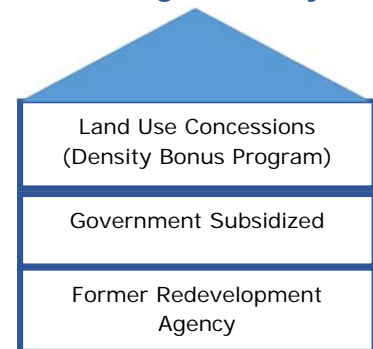 Land Use Concessions
(Density Bonus Program)
Government Subsidized
Former Redevelopment
Agency